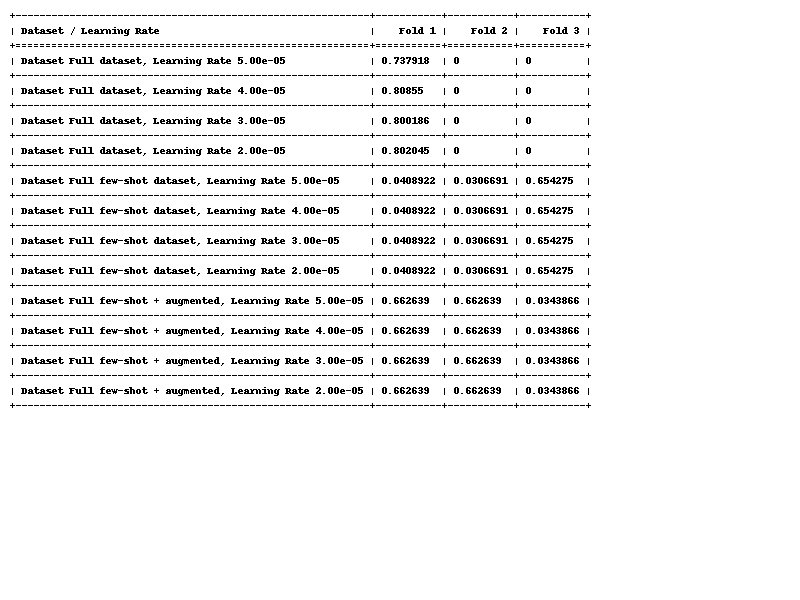 +-----------------------------------------------------------+-----------+-----------+-----------+
| Dataset / Learning Rate                                   |    Fold 1 |    Fold 2 |    Fold 3 |
+===========================================================+===========+===========+===========+
| Dataset Full dataset, Learning Rate 5.00e-05              | 0.737918  | 0         | 0         |
+-----------------------------------------------------------+-----------+-----------+-----------+
| Dataset Full dataset, Learning Rate 4.00e-05              | 0.80855   | 0         | 0         |
+-----------------------------------------------------------+-----------+-----------+-----------+
| Dataset Full dataset, Learning Rate 3.00e-05              | 0.800186  | 0         | 0         |
+-----------------------------------------------------------+-----------+-----------+-----------+
| Dataset Full dataset, Learning Rate 2.00e-05              | 0.802045  | 0         | 0         |
+-----------------------------------------------------------+-----------+-----------+-----------+
| Dataset Full few-shot dataset, Learning Rate 5.00e-05     | 0.0408922 | 0.0306691 | 0.654275  |
+-----------------------------------------------------------+-----------+-----------+-----------+
| Dataset Full few-shot dataset, Learning Rate 4.00e-05     | 0.0408922 | 0.0306691 | 0.654275  |
+-----------------------------------------------------------+-----------+-----------+-----------+
| Dataset Full few-shot dataset, Learning Rate 3.00e-05     | 0.0408922 | 0.0306691 | 0.654275  |
+-----------------------------------------------------------+-----------+-----------+-----------+
| Dataset Full few-shot dataset, Learning Rate 2.00e-05     | 0.0408922 | 0.0306691 | 0.654275  |
+-----------------------------------------------------------+-----------+-----------+-----------+
| Dataset Full few-shot + augmented, Learning Rate 5.00e-05 | 0.662639  | 0.662639  | 0.0343866 |
+-----------------------------------------------------------+-----------+-----------+-----------+
| Dataset Full few-shot + augmented, Learning Rate 4.00e-05 | 0.662639  | 0.662639  | 0.0343866 |
+-----------------------------------------------------------+-----------+-----------+-----------+
| Dataset Full few-shot + augmented, Learning Rate 3.00e-05 | 0.662639  | 0.662639  | 0.0343866 |
+-----------------------------------------------------------+-----------+-----------+-----------+
| Dataset Full few-shot + augmented, Learning Rate 2.00e-05 | 0.662639  | 0.662639  | 0.0343866 |
+-----------------------------------------------------------+-----------+-----------+-----------+